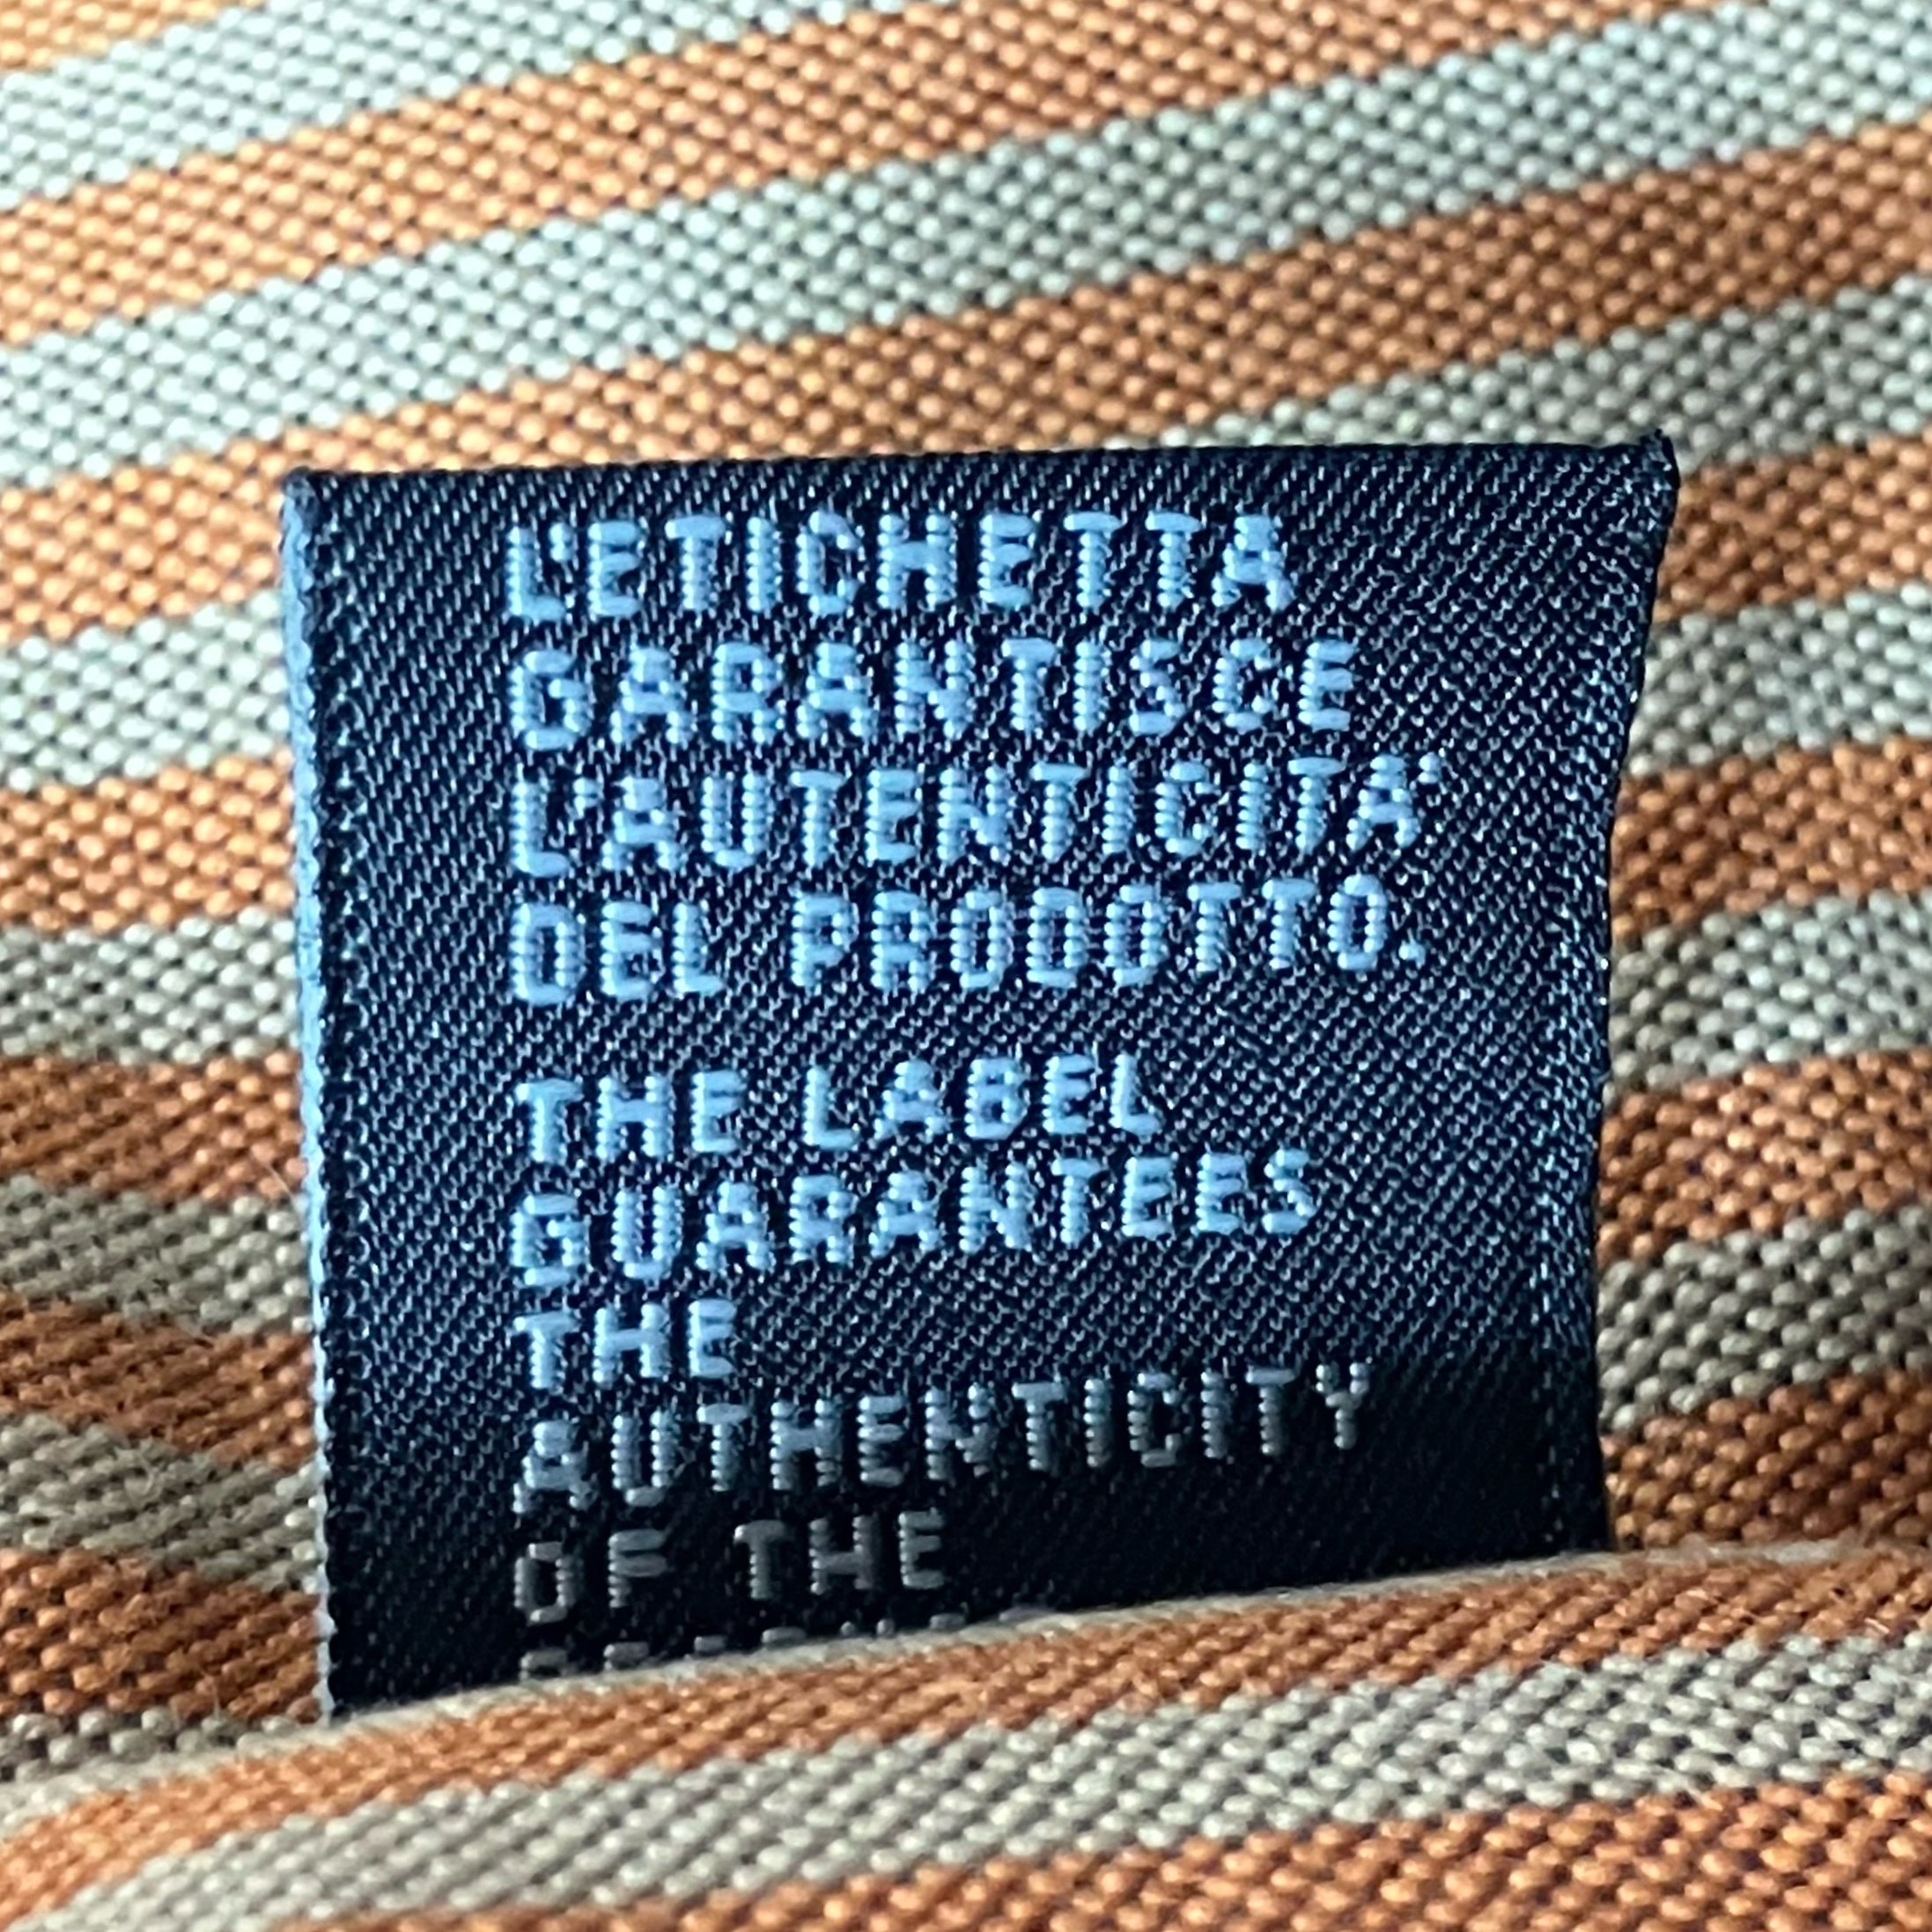 L'ETICHETTA
GARANTISCE
L'AUTENTICITA'
DEL PRODOTTO.
THE LABEL
GUARANTEES
THE
AUTHENTICITY
OF THE